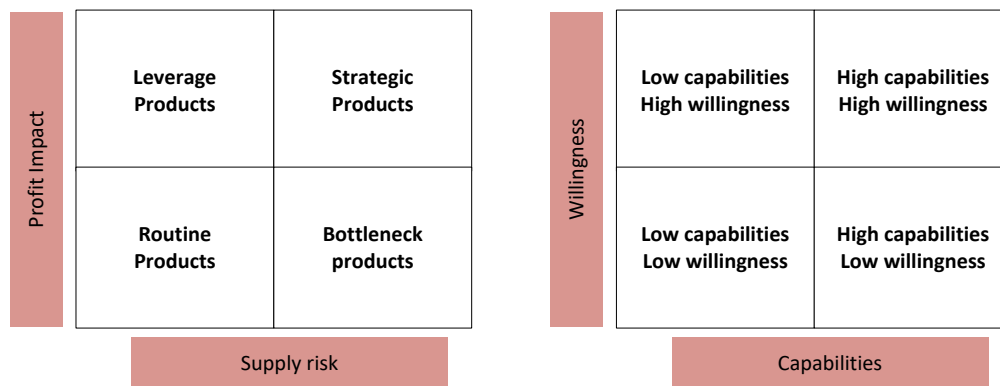 Profit Impact
Leverage
Products
Strategic
Products
Routine
Products
Bottleneck
products
Supply risk
Willingness
Low capabilities
High willingness
High capabilities
High willingness
Low capabilities
Low willingness
High capabilities
Low willingness
Capabilities